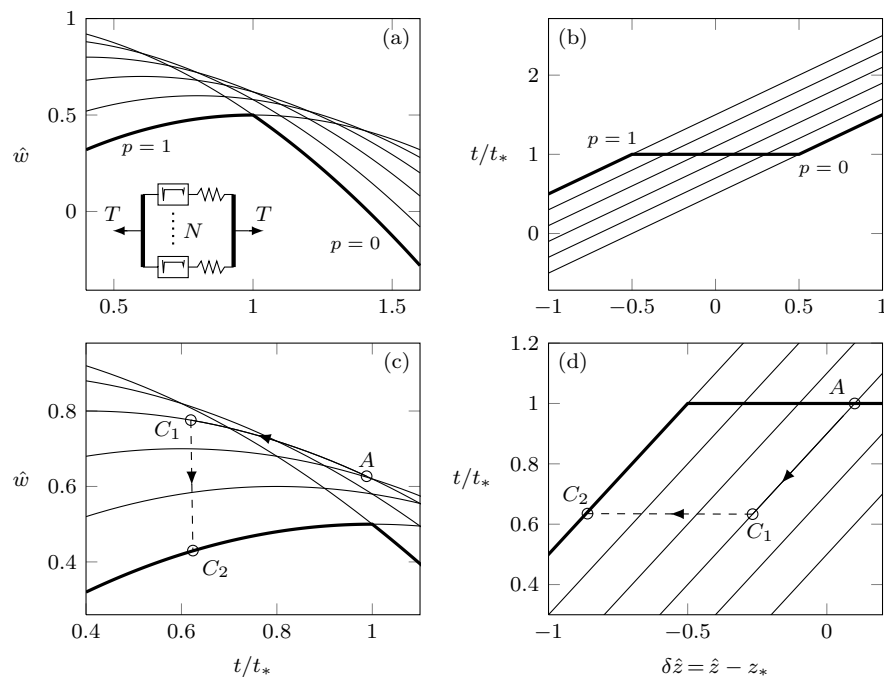 (a)
1
0.5
0
ŵ
p = 1
p = 0
T
T
N
0.5
1
1.5
(b)
2
1
0
t/t*
p = 1
p = 0
−1
−0.5
0
0.5
1
(c)
0.8
0.6
0.4
ŵ
C1
A
C2
0.4
0.6
0.8
1
t/t*
(d)
1.2
1
0.8
0.6
0.4
t/t*
A
C2
C1
−1
−0.5
0
δẑ = ẑ − z*